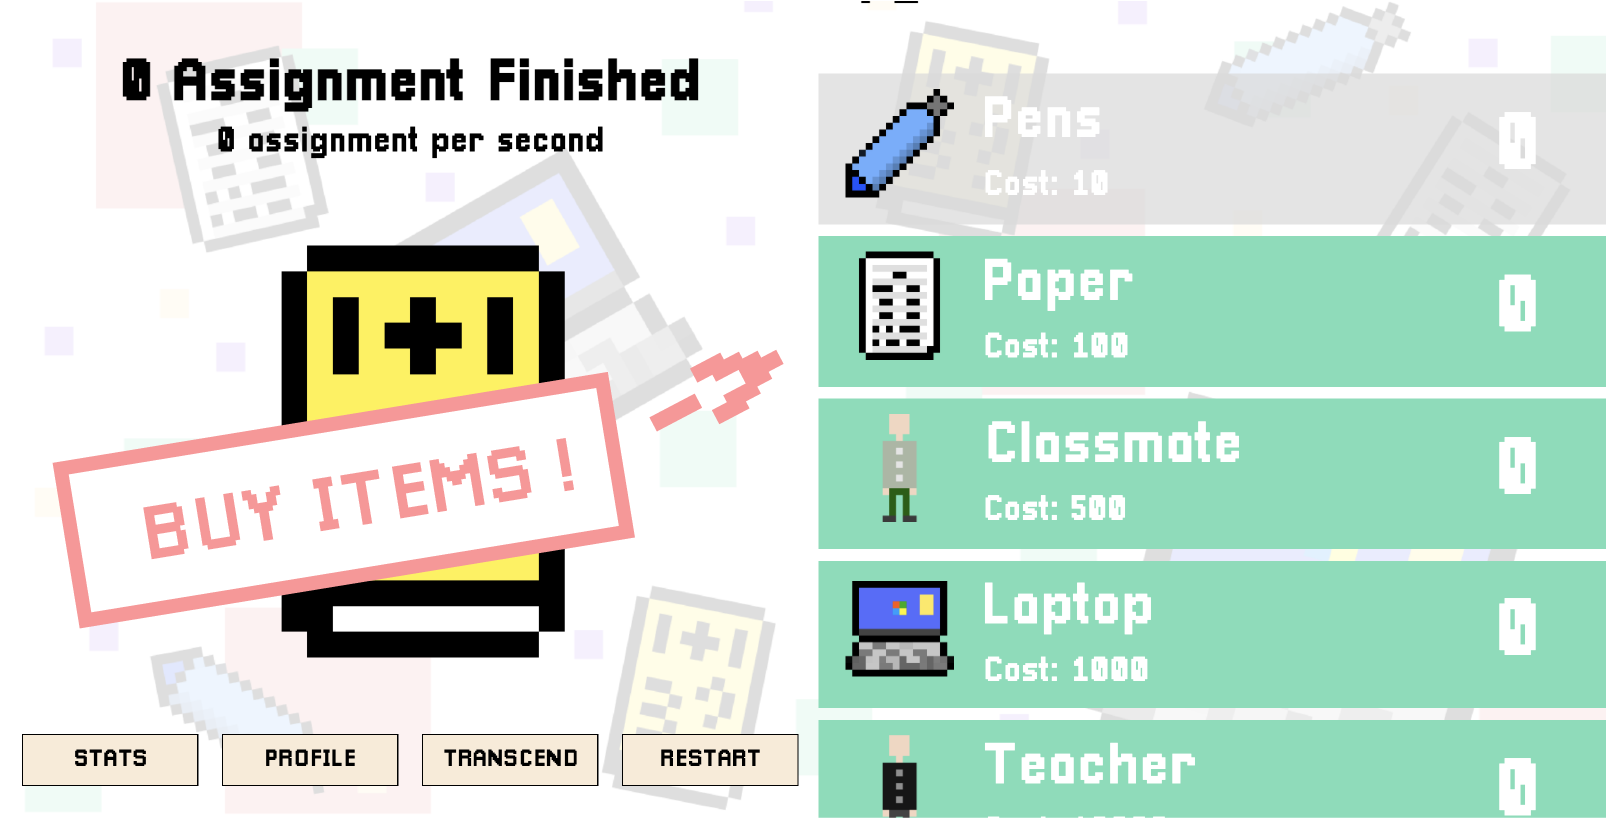 0 Assignment Finished
0 assignment per second
BUY ITEMS !
STATS
PROFILE
TRANSCEND
RESTART
Pens
0
Cost: 10
Paper
0
Cost: 100
Classmate
0
Cost: 500
Laptop
0
Cost: 1000
Teacher
0